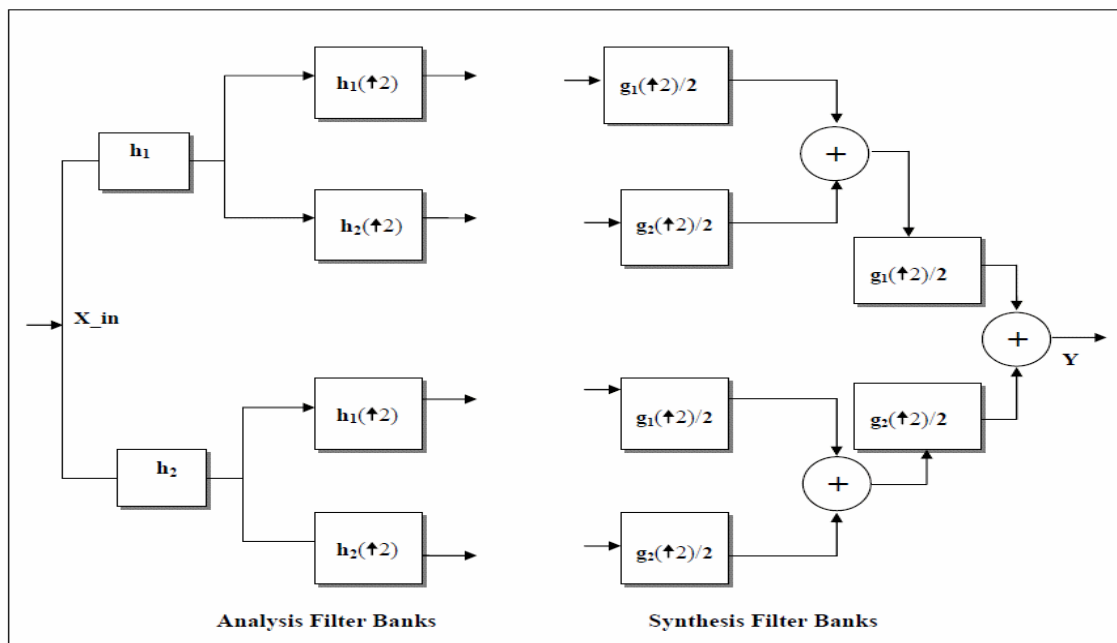 h₁(↑2)
g₁(↑2)/2
+
h₁
h₂(↑2)
g₂(↑2)/2
g₁(↑2)/2
X_in
+
Y
h₁(↑2)
g₁(↑2)/2
g₂(↑2)/2
h₂
+
h₂(↑2)
g₂(↑2)/2
Analysis Filter Banks
Synthesis Filter Banks